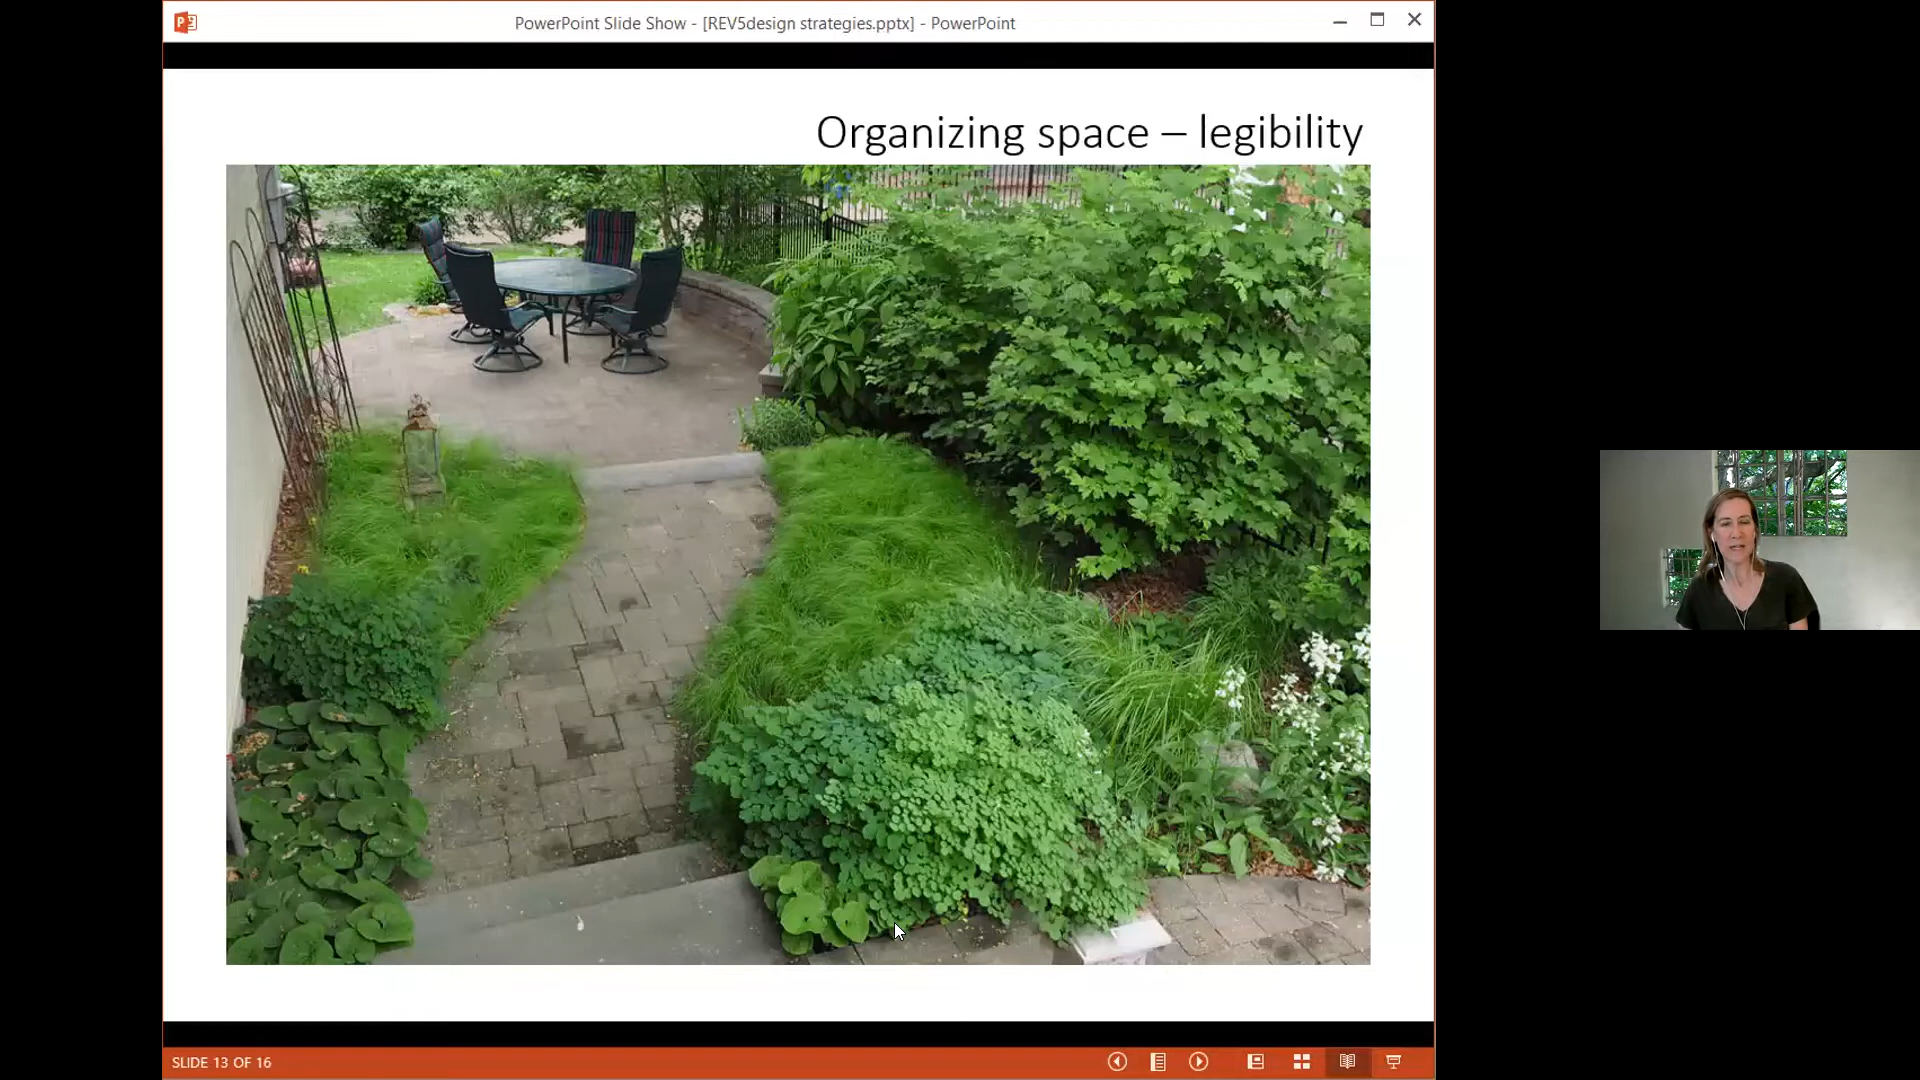 PowerPoint Slide Show - [REV5design strategies.pptx] - PowerPoint
Organizing space – legibility
SLIDE 13 OF 16